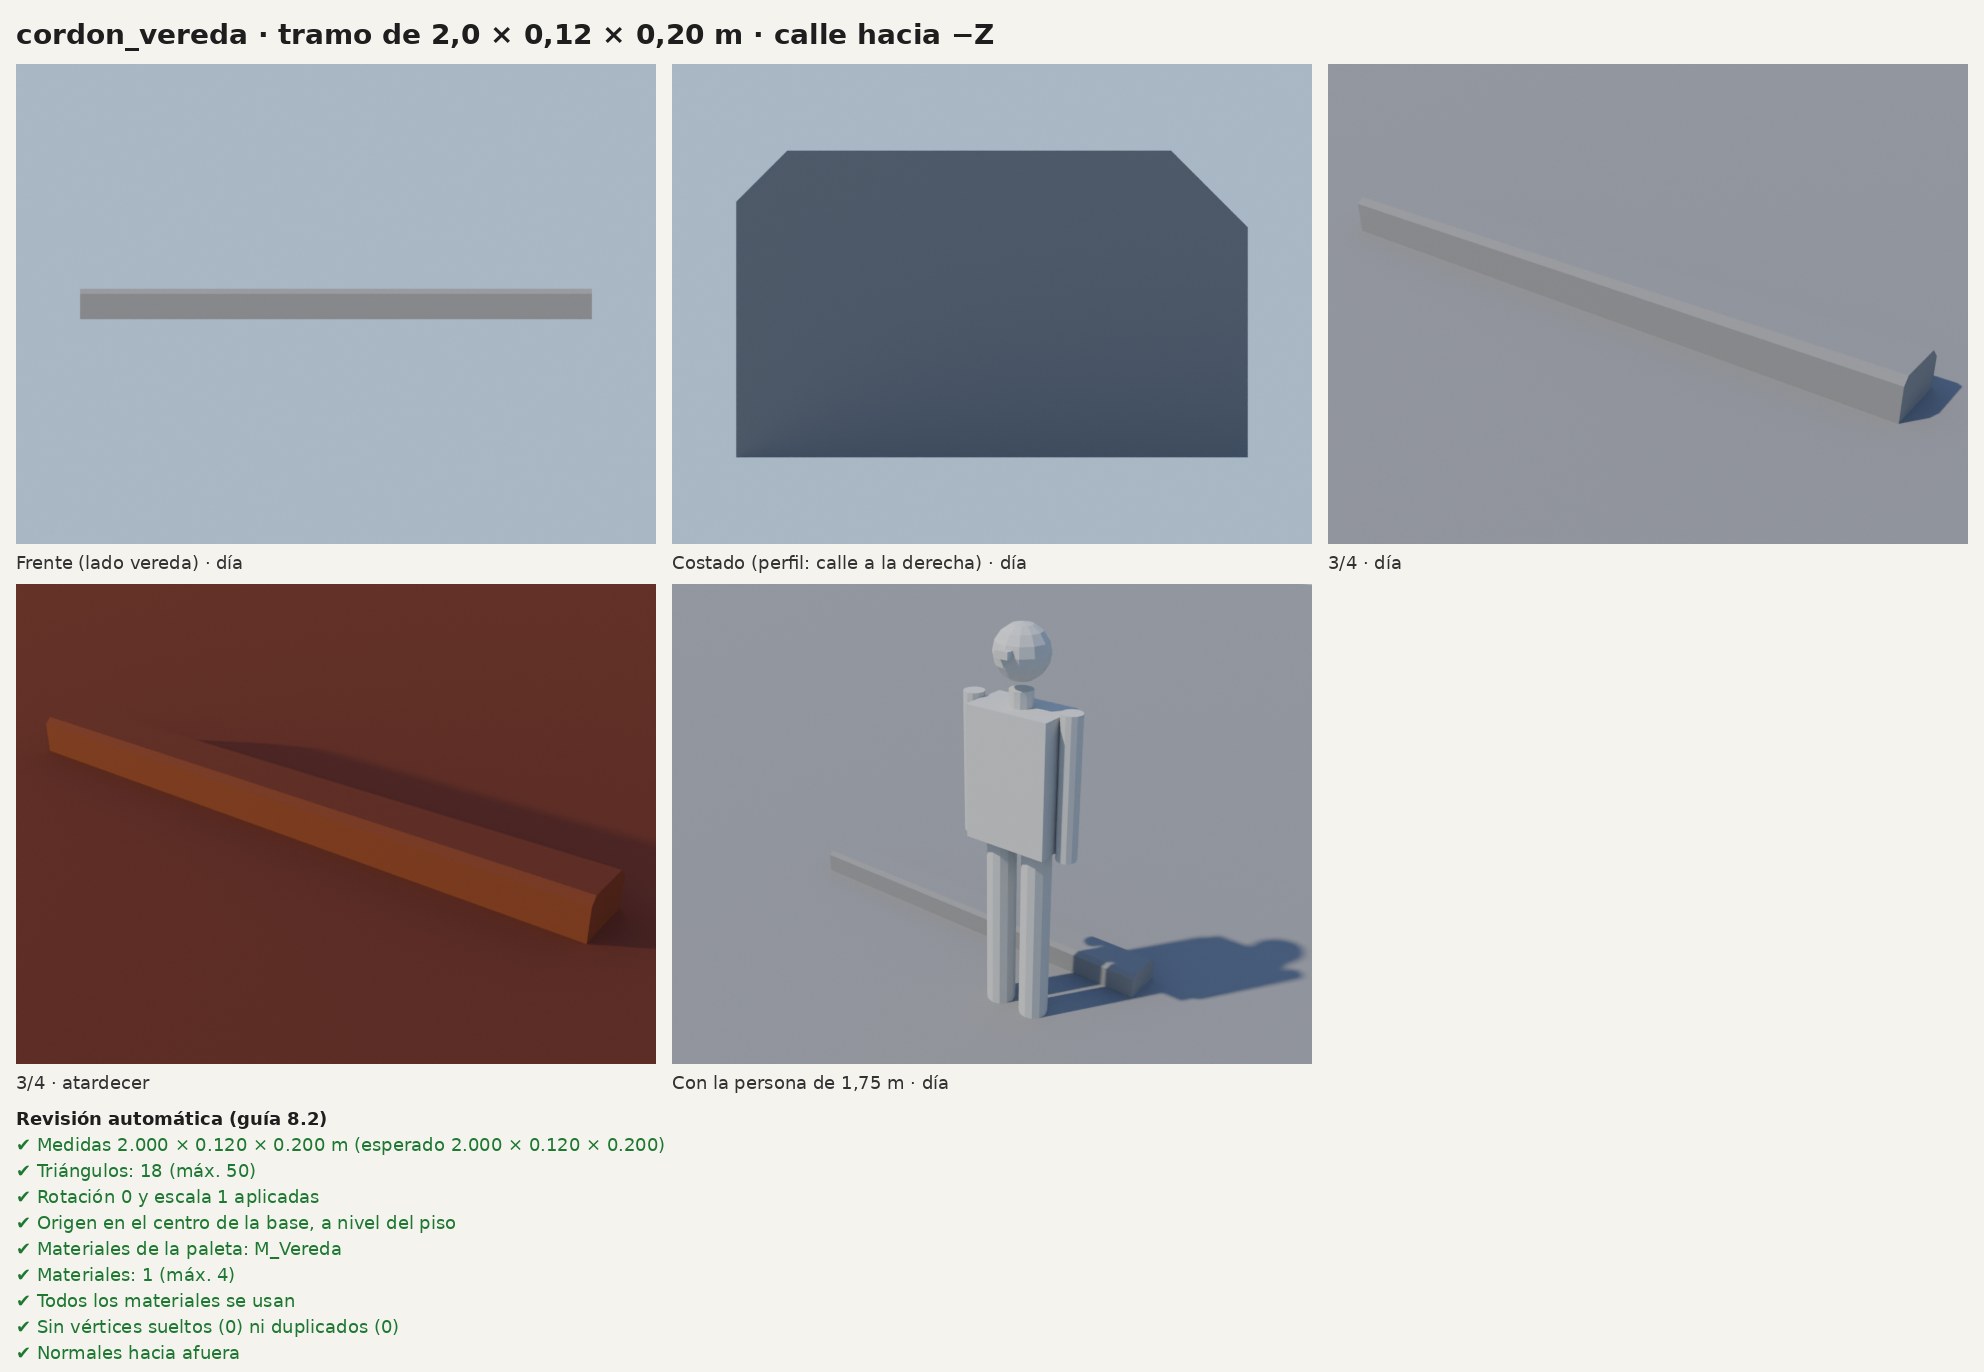 cordon_vereda · tramo de 2,0 × 0,12 × 0,20 m · calle hacia −Z
Frente (lado vereda) · día
Costado (perfil: calle a la derecha) · día
3/4 · día
3/4 · atardecer
Con la persona de 1,75 m · día
Revisión automática (guía 8.2)
✔ Medidas 2.000 × 0.120 × 0.200 m (esperado 2.000 × 0.120 × 0.200)
✔ Triángulos: 18 (máx. 50)
✔ Rotación 0 y escala 1 aplicadas
✔ Origen en el centro de la base, a nivel del piso
✔ Materiales de la paleta: M_Vereda
✔ Materiales: 1 (máx. 4)
✔ Todos los materiales se usan
✔ Sin vértices sueltos (0) ni duplicados (0)
✔ Normales hacia afuera